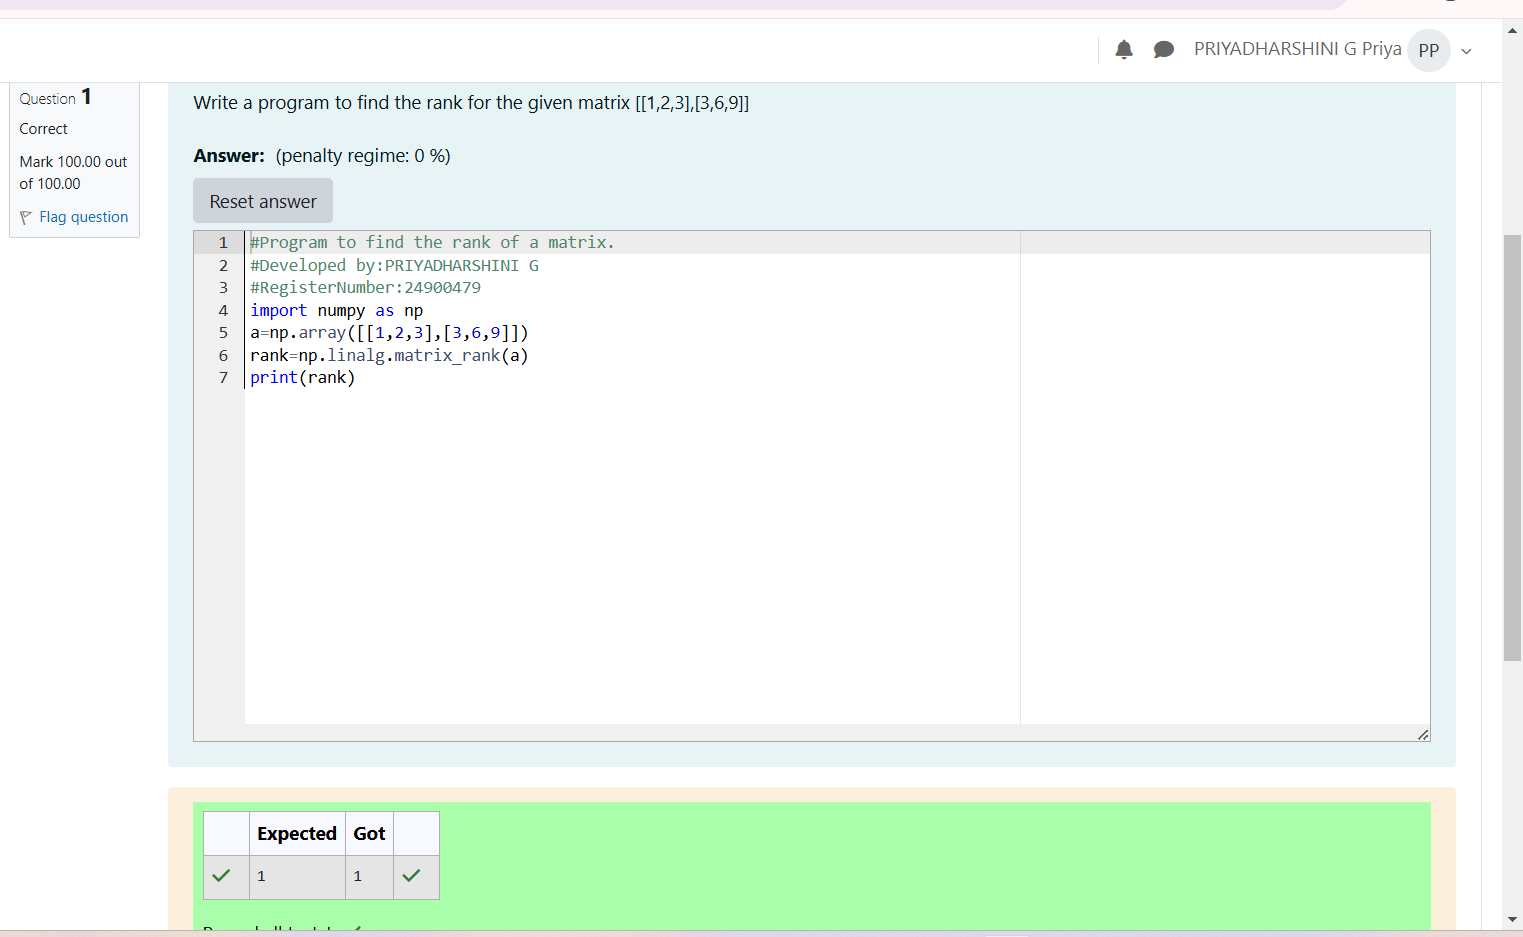 PRIYADHARSHINI G Priya PP
Question 1
Correct
Mark 100.00 out
of 100.00
Flag question
Write a program to find the rank for the given matrix [[1,2,3],[3,6,9]]
Answer: (penalty regime: 0 %)
Reset answer
1 #Program to find the rank of a matrix.
2 #Developed by:PRIYADHARSHINI G
3 #RegisterNumber:24900479
4 import numpy as np
5 a=np.array([[1,2,3],[3,6,9]])
6 rank=np.linalg.matrix_rank(a)
7 print(rank)
Expected Got
1 1